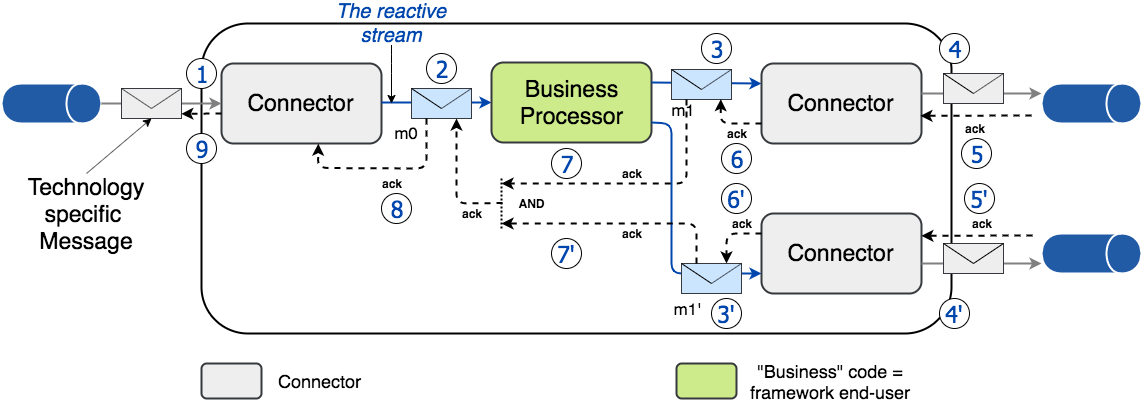 The reactive
stream
1
2
3
4
Connector
Business
Processor
Connector
m0
m1
ack
ack
9
6
5
7
ack
ack
8
Technology
specific
Message
ack
AND
ack
6'
ack
5'
ack
7'
Connector
m1'
3'
4'
Connector
"Business" code =
framework end-user